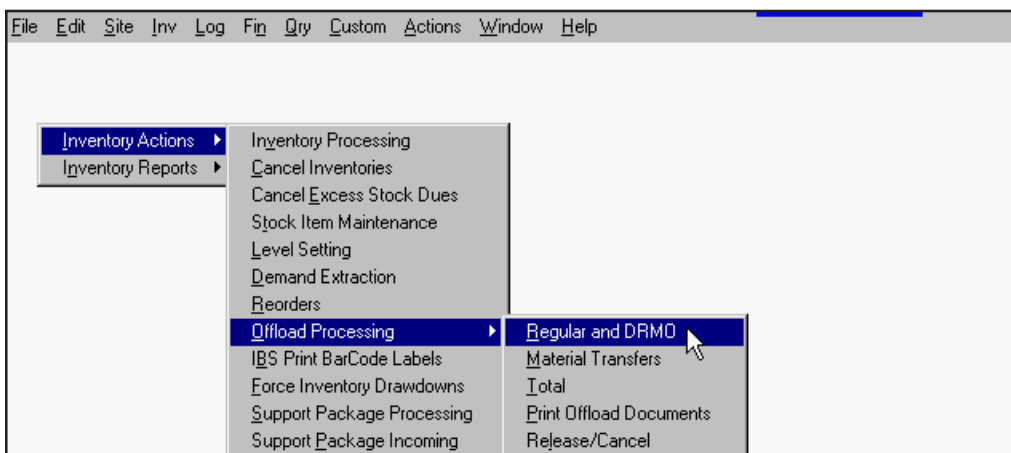 File Edit Site Inv Log Fin Qry Custom Actions Window Help
Inventory Actions
Inventory Reports
Inventory Processing
Cancel Inventories
Cancel Excess Stock Dues
Stock Item Maintenance
Level Setting
Demand Extraction
Reorders
Offload Processing
IBS Print BarCode Labels
Force Inventory Drawdowns
Support Package Processing
Support Package Incoming
Regular and DRMO
Material Transfers
Total
Print Offload Documents
Release/Cancel